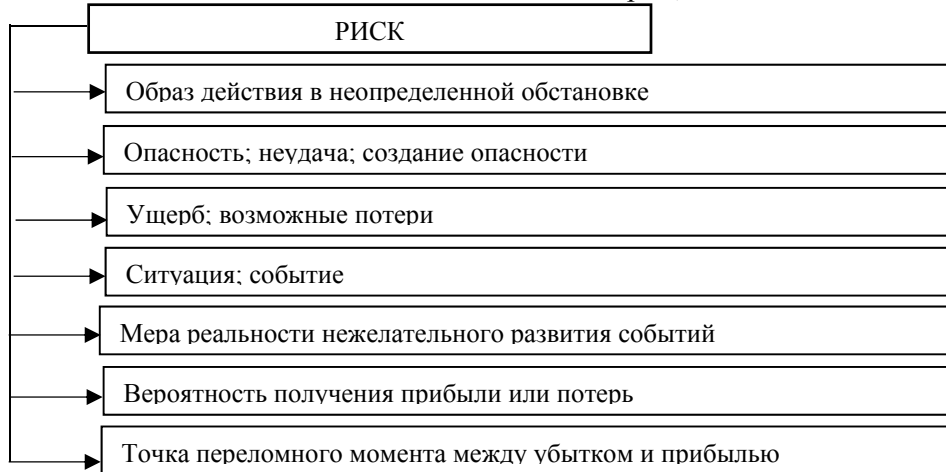 РИСК
Образ действия в неопределенной обстановке
Опасность; неудача; создание опасности
Ущерб; возможные потери
Ситуация; событие
Мера реальности нежелательного развития событий
Вероятность получения прибыли или потерь
Точка переломного момента между убытком и прибылью